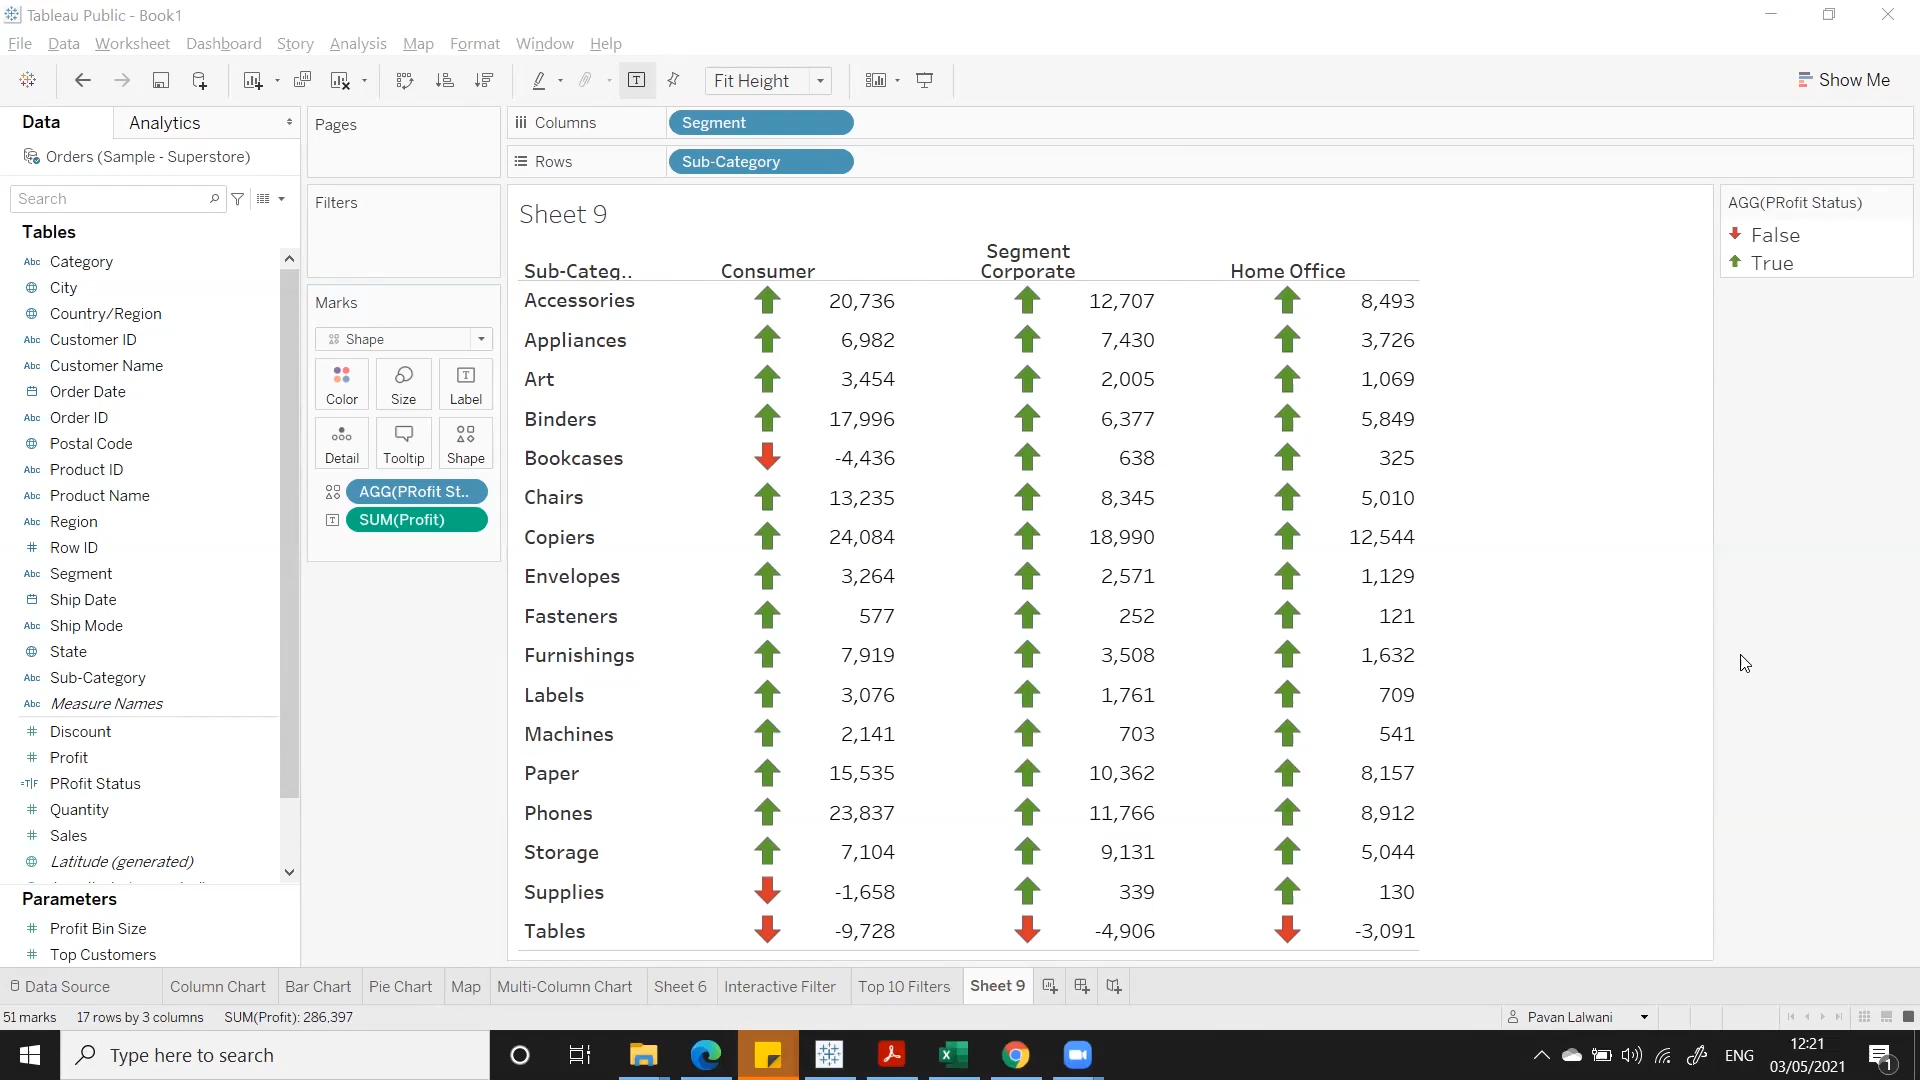 Tableau Public - Book1
File Data Worksheet Dashboard Story Analysis Map Format Window Help
Fit Height
Show Me
Data Analytics
Orders (Sample - Superstore)
Search
Tables
Abc Category
City
Country/Region
Abc Customer ID
Abc Customer Name
Order Date
Abc Order ID
Postal Code
Abc Product ID
Abc Product Name
Abc Region
# Row ID
Abc Segment
Ship Date
Abc Ship Mode
State
Abc Sub-Category
Abc Measure Names
# Discount
# Profit
=T|F PRofit Status
# Quantity
# Sales
Latitude (generated)
Parameters
# Profit Bin Size
# Top Customers
Pages
Filters
Marks
Shape
Color Size Label
Detail Tooltip Shape
AGG(PRofit St..
SUM(Profit)
Columns Segment
Rows Sub-Category
Sheet 9
Segment
Sub-Categ.. Consumer Corporate Home Office
Accessories 20,736 12,707 8,493
Appliances 6,982 7,430 3,726
Art 3,454 2,005 1,069
Binders 17,996 6,377 5,849
Bookcases -4,436 638 325
Chairs 13,235 8,345 5,010
Copiers 24,084 18,990 12,544
Envelopes 3,264 2,571 1,129
Fasteners 577 252 121
Furnishings 7,919 3,508 1,632
Labels 3,076 1,761 709
Machines 2,141 703 541
Paper 15,535 10,362 8,157
Phones 23,837 11,766 8,912
Storage 7,104 9,131 5,044
Supplies -1,658 339 130
Tables -9,728 -4,906 -3,091
AGG(PRofit Status)
False
True
Data Source Column Chart Bar Chart Pie Chart Map Multi-Column Chart Sheet 6 Interactive Filter Top 10 Filters Sheet 9
51 marks 17 rows by 3 columns SUM(Profit): 286,397 Pavan Lalwani
Type here to search
ENG
12:21
03/05/2021
1